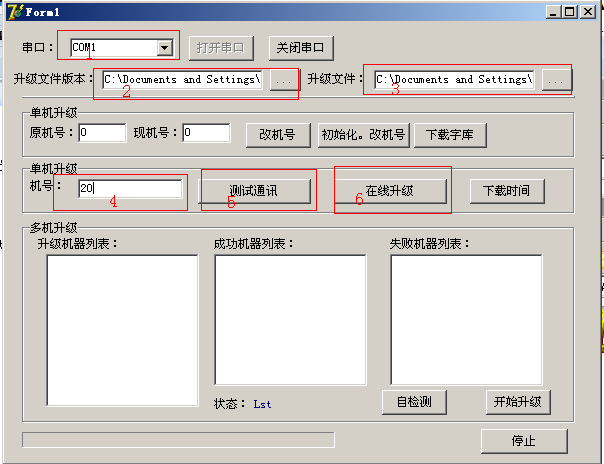 Form1
串口： COM1 打开串口 关闭串口
1
升级文件版本： C:\Documents and Settings\ ... 升级文件： C:\Documents and Settings\ ...
2 3
单机升级
原机号： 0 现机号： 0 改机号 初始化。改机号 下载字库
单机升级
机号： 20 测试通讯 在线升级 下载时间
4 5 6
多机升级
升级机器列表： 成功机器列表： 失败机器列表：
状态： Lst 自检测 开始升级
停止